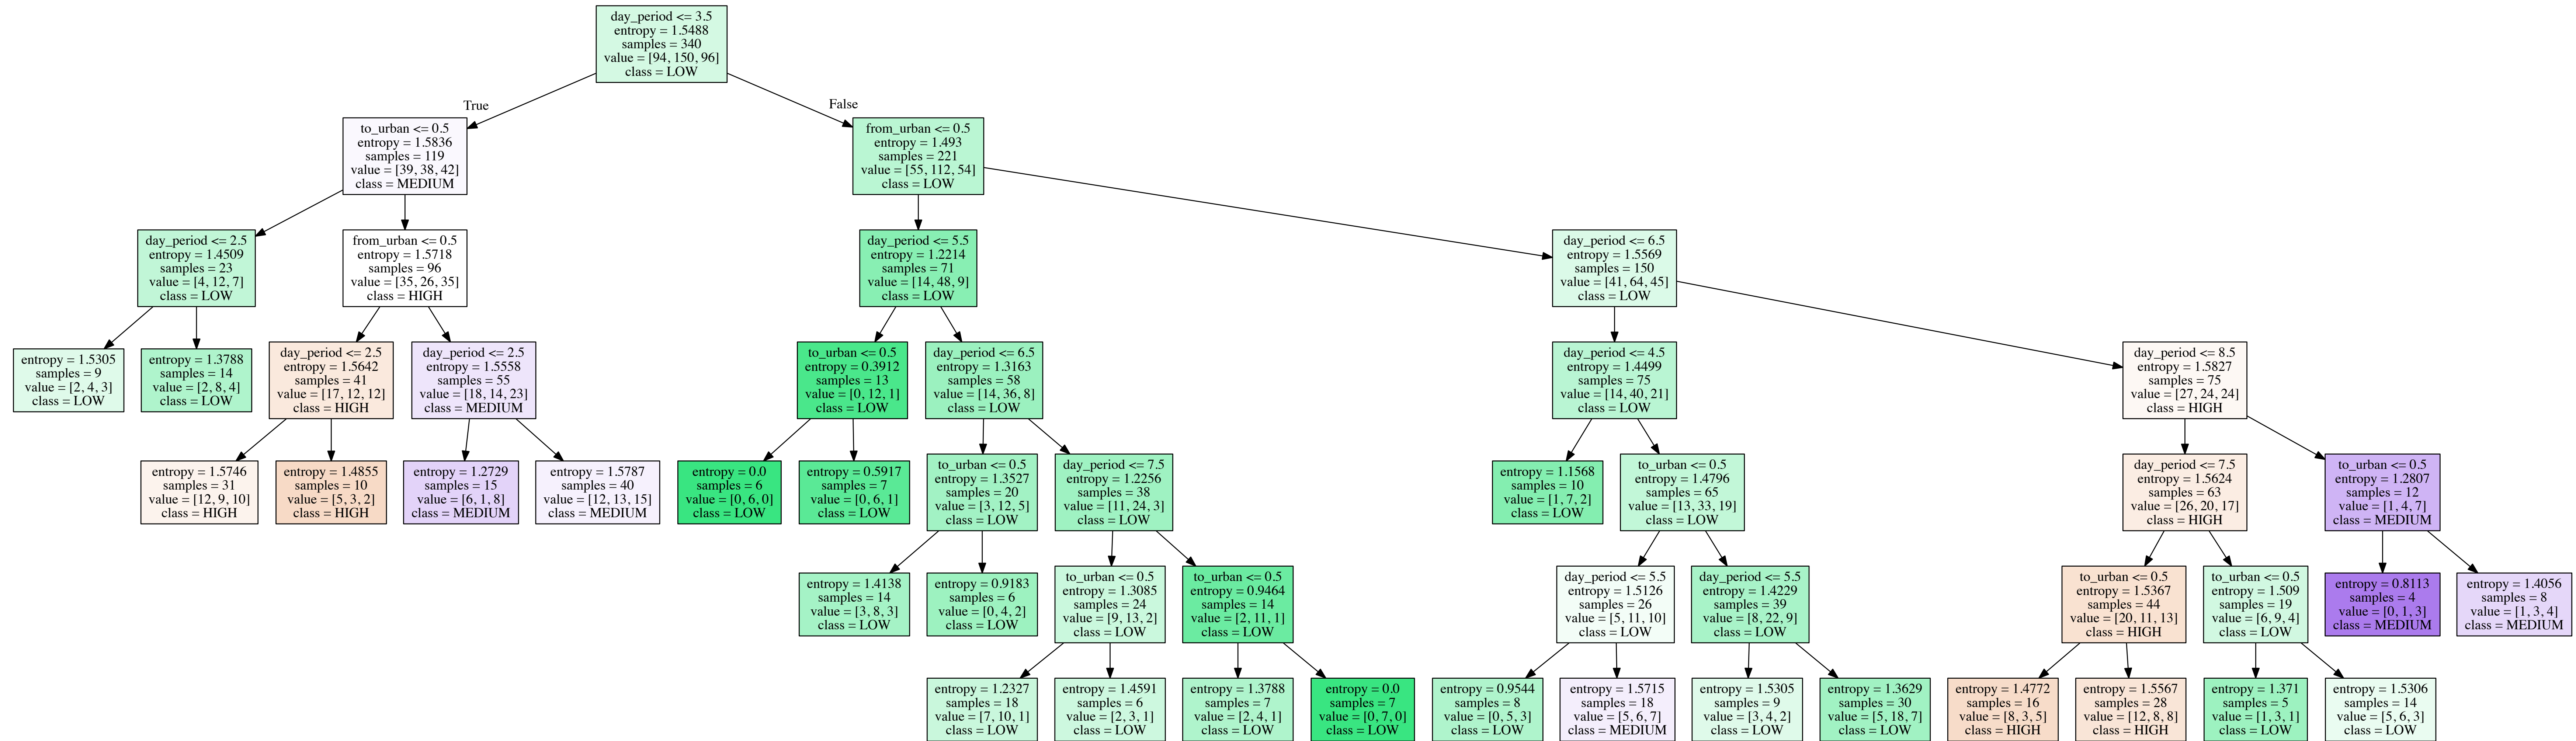 day_period <= 3.5
entropy = 1.5488
samples = 340
value = [94, 150, 96]
class = LOW
True
False
to_urban <= 0.5
entropy = 1.5836
samples = 119
value = [39, 38, 42]
class = MEDIUM
from_urban <= 0.5
entropy = 1.493
samples = 221
value = [55, 112, 54]
class = LOW
day_period <= 2.5
entropy = 1.4509
samples = 23
value = [4, 12, 7]
class = LOW
from_urban <= 0.5
entropy = 1.5718
samples = 96
value = [35, 26, 35]
class = HIGH
day_period <= 5.5
entropy = 1.2214
samples = 71
value = [14, 48, 9]
class = LOW
day_period <= 6.5
entropy = 1.5569
samples = 150
value = [41, 64, 45]
class = LOW
entropy = 1.5305
samples = 9
value = [2, 4, 3]
class = LOW
entropy = 1.3788
samples = 14
value = [2, 8, 4]
class = LOW
day_period <= 2.5
entropy = 1.5642
samples = 41
value = [17, 12, 12]
class = HIGH
day_period <= 2.5
entropy = 1.5558
samples = 55
value = [18, 14, 23]
class = MEDIUM
to_urban <= 0.5
entropy = 0.3912
samples = 13
value = [0, 12, 1]
class = LOW
day_period <= 6.5
entropy = 1.3163
samples = 58
value = [14, 36, 8]
class = LOW
day_period <= 4.5
entropy = 1.4499
samples = 75
value = [14, 40, 21]
class = LOW
day_period <= 8.5
entropy = 1.5827
samples = 75
value = [27, 24, 24]
class = HIGH
entropy = 1.5746
samples = 31
value = [12, 9, 10]
class = HIGH
entropy = 1.4855
samples = 10
value = [5, 3, 2]
class = HIGH
entropy = 1.2729
samples = 15
value = [6, 1, 8]
class = MEDIUM
entropy = 1.5787
samples = 40
value = [12, 13, 15]
class = MEDIUM
entropy = 0.0
samples = 6
value = [0, 6, 0]
class = LOW
entropy = 0.5917
samples = 7
value = [0, 6, 1]
class = LOW
to_urban <= 0.5
entropy = 1.3527
samples = 20
value = [3, 12, 5]
class = LOW
day_period <= 7.5
entropy = 1.2256
samples = 38
value = [11, 24, 3]
class = LOW
entropy = 1.1568
samples = 10
value = [1, 7, 2]
class = LOW
to_urban <= 0.5
entropy = 1.4796
samples = 65
value = [13, 33, 19]
class = LOW
day_period <= 7.5
entropy = 1.5624
samples = 63
value = [26, 20, 17]
class = HIGH
to_urban <= 0.5
entropy = 1.2807
samples = 12
value = [1, 4, 7]
class = MEDIUM
entropy = 1.4138
samples = 14
value = [3, 8, 3]
class = LOW
entropy = 0.9183
samples = 6
value = [0, 4, 2]
class = LOW
to_urban <= 0.5
entropy = 1.3085
samples = 24
value = [9, 13, 2]
class = LOW
to_urban <= 0.5
entropy = 0.9464
samples = 14
value = [2, 11, 1]
class = LOW
day_period <= 5.5
entropy = 1.5126
samples = 26
value = [5, 11, 10]
class = LOW
day_period <= 5.5
entropy = 1.4229
samples = 39
value = [8, 22, 9]
class = LOW
to_urban <= 0.5
entropy = 1.5367
samples = 44
value = [20, 11, 13]
class = HIGH
to_urban <= 0.5
entropy = 1.509
samples = 19
value = [6, 9, 4]
class = LOW
entropy = 0.8113
samples = 4
value = [0, 1, 3]
class = MEDIUM
entropy = 1.4056
samples = 8
value = [1, 3, 4]
class = MEDIUM
entropy = 1.2327
samples = 18
value = [7, 10, 1]
class = LOW
entropy = 1.4591
samples = 6
value = [2, 3, 1]
class = LOW
entropy = 1.3788
samples = 7
value = [2, 4, 1]
class = LOW
entropy = 0.0
samples = 7
value = [0, 7, 0]
class = LOW
entropy = 0.9544
samples = 8
value = [0, 5, 3]
class = LOW
entropy = 1.5715
samples = 18
value = [5, 6, 7]
class = MEDIUM
entropy = 1.5305
samples = 9
value = [3, 4, 2]
class = LOW
entropy = 1.3629
samples = 30
value = [5, 18, 7]
class = LOW
entropy = 1.4772
samples = 16
value = [8, 3, 5]
class = HIGH
entropy = 1.5567
samples = 28
value = [12, 8, 8]
class = HIGH
entropy = 1.371
samples = 5
value = [1, 3, 1]
class = LOW
entropy = 1.5306
samples = 14
value = [5, 6, 3]
class = LOW